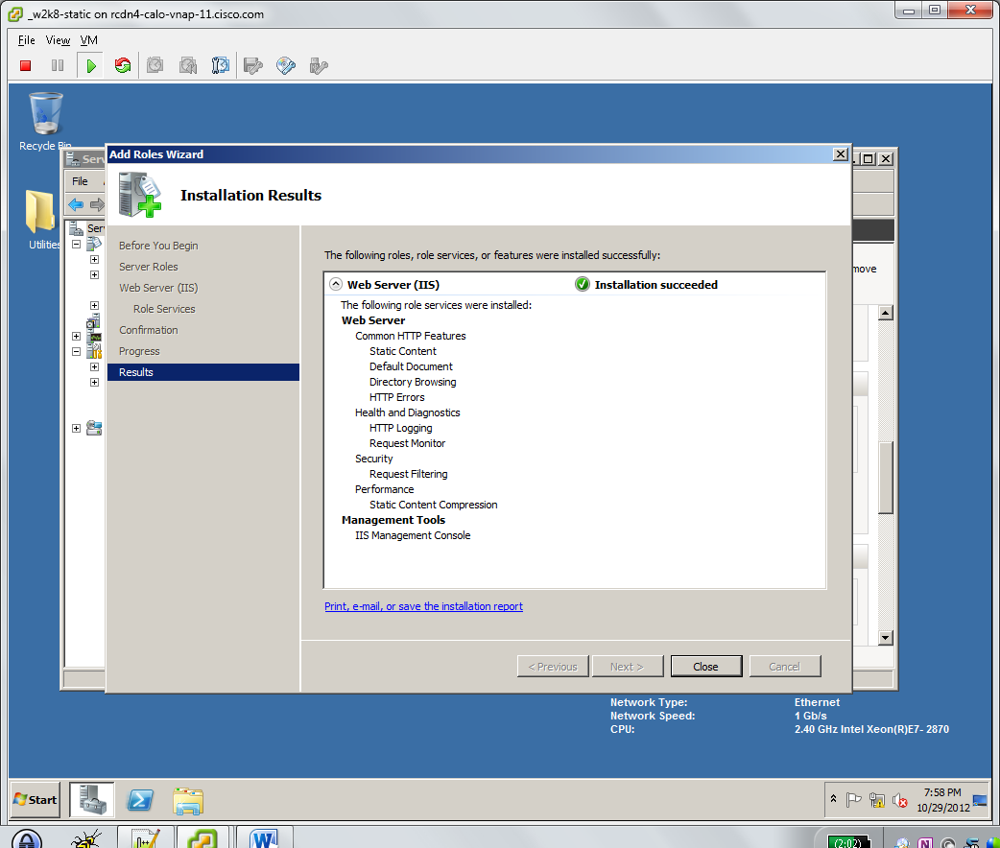 _w2k8-static on rcdn4-calo-vnap-11.cisco.com
File View VM
Recycle Bin
Utilities
Serv
File
Serv
move
Add Roles Wizard
Installation Results
Before You Begin
Server Roles
Web Server (IIS)
Role Services
Confirmation
Progress
Results
The following roles, role services, or features were installed successfully:
Web Server (IIS)
Installation succeeded
The following role services were installed:
Web Server
Common HTTP Features
Static Content
Default Document
Directory Browsing
HTTP Errors
Health and Diagnostics
HTTP Logging
Request Monitor
Security
Request Filtering
Performance
Static Content Compression
Management Tools
IIS Management Console
Print, e-mail, or save the installation report
< Previous
Next >
Close
Cancel
Network Type: Ethernet
Network Speed: 1 Gb/s
CPU: 2.40 GHz Intel Xeon(R)E7- 2870
Start
7:58 PM
10/29/2012
(2:02)